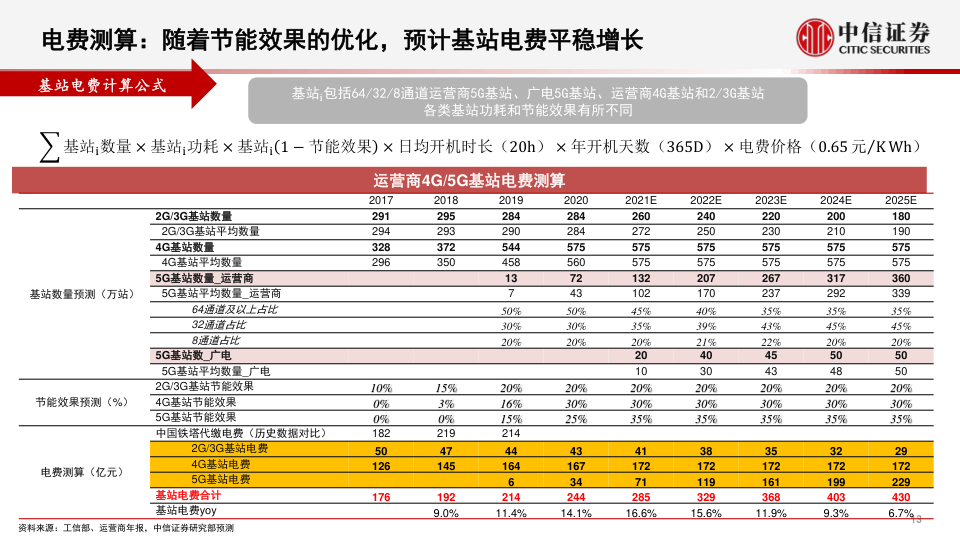 电费测算：随着节能效果的优化，预计基站电费平稳增长
中信证券
CITIC SECURITIES
基站电费计算公式
基站i包括64/32/8通道运营商5G基站、广电5G基站、运营商4G基站和2/3G基站
各类基站功耗和节能效果有所不同
∑基站i数量 × 基站i功耗 × 基站i(1 − 节能效果) × 日均开机时长（20h） × 年开机天数（365D） × 电费价格（0.65 元/K Wh）
运营商4G/5G基站电费测算
2017 2018 2019 2020 2021E 2022E 2023E 2024E 2025E
基站数量预测（万站）
2G/3G基站数量 291 295 284 284 260 240 220 200 180
2G/3G基站平均数量 294 293 290 284 272 250 230 210 190
4G基站数量 328 372 544 575 575 575 575 575 575
4G基站平均数量 296 350 458 560 575 575 575 575 575
5G基站数量_运营商 13 72 132 207 267 317 360
5G基站平均数量_运营商 7 43 102 170 237 292 339
64通道及以上占比 50% 50% 45% 40% 35% 35% 35%
32通道占比 30% 30% 35% 39% 43% 45% 45%
8通道占比 20% 20% 20% 21% 22% 20% 20%
5G基站数_广电 20 40 45 50 50
5G基站平均数量_广电 10 30 43 48 50
节能效果预测（%）
2G/3G基站节能效果 10% 15% 20% 20% 20% 20% 20% 20% 20%
4G基站节能效果 0% 3% 16% 30% 30% 30% 30% 30% 30%
5G基站节能效果 0% 0% 15% 25% 35% 35% 35% 35% 35%
电费测算（亿元）
中国铁塔代缴电费（历史数据对比） 182 219 214
2G/3G基站电费 50 47 44 43 41 38 35 32 29
4G基站电费 126 145 164 167 172 172 172 172 172
5G基站电费 6 34 71 119 161 199 229
基站电费合计 176 192 214 244 285 329 368 403 430
基站电费yoy 9.0% 11.4% 14.1% 16.6% 15.6% 11.9% 9.3% 6.7%
资料来源：工信部、运营商年报，中信证券研究部预测
13